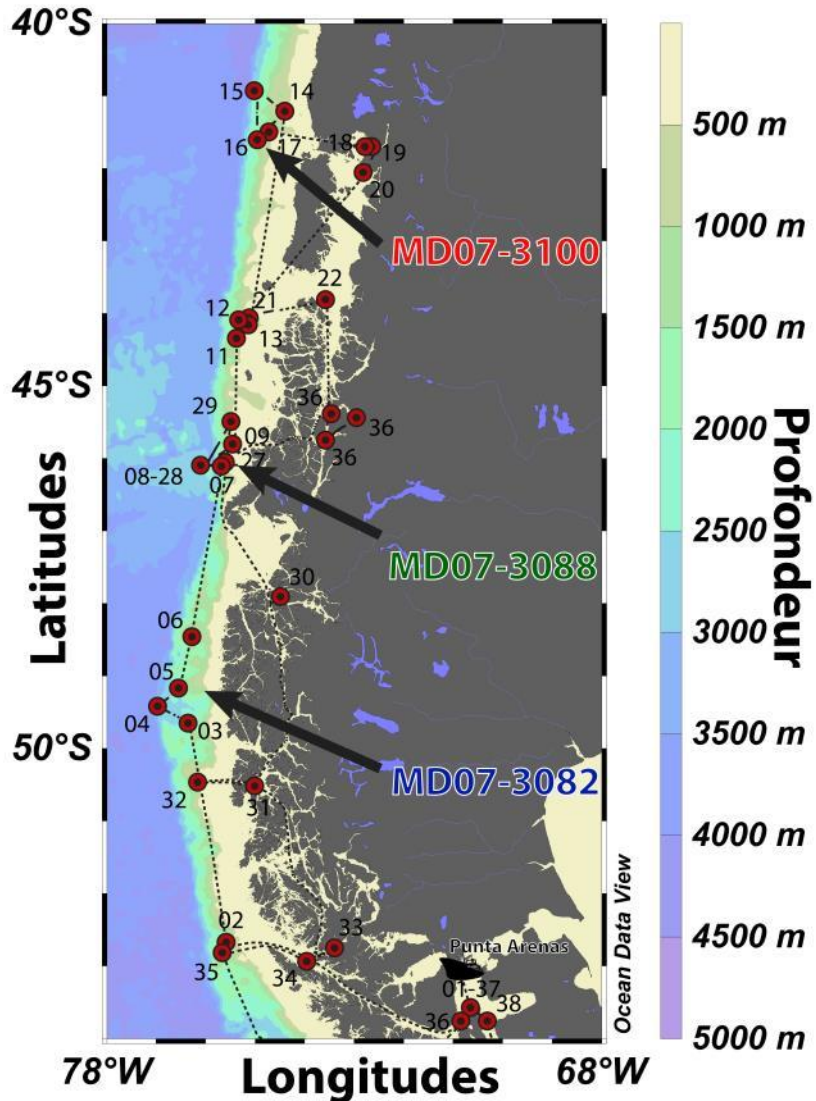 40°S
15
14
500 m
16
17
18
19
20
1000 m
MD07-3100
22
12
21
1500 m
13
11
45°S
36
29
36
2000 m
09
36
08-28
07
27
2500 m
MD07-3088
30
3000 m
06
05
3500 m
04
03
50°S
MD07-3082
32
31
4000 m
02
33
4500 m
Punta Arenas
35
34
01-37
36
38
5000 m
78°W
68°W
Longitudes
Latitudes
Profondeur
Ocean Data View